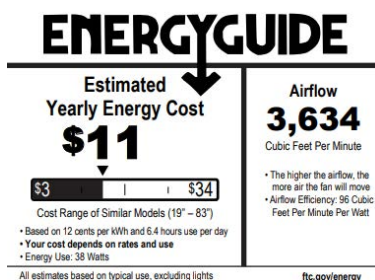 ENERGYGUIDE
Estimated
Yearly Energy Cost
$11
$3
$34
Cost Range of Similar Models (19" – 83")
• Based on 12 cents per kWh and 6.4 hours use per day
• Your cost depends on rates and use
• Energy Use: 38 Watts
Airflow
3,634
Cubic Feet Per Minute
• The higher the airflow, the
more air the fan will move
• Airflow Efficiency: 96 Cubic
Feet Per Minute Per Watt
All estimates based on typical use, excluding lights
ftc.gov/energy